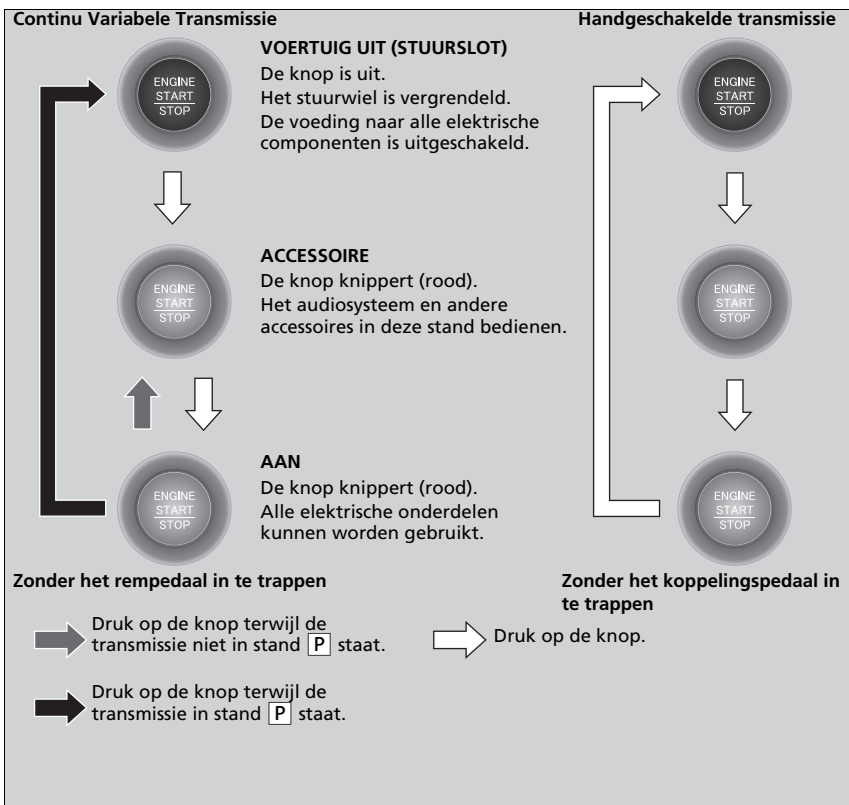 Continu Variabele Transmissie
Handgeschakelde transmissie
ENGINE
START
STOP
VOERTUIG UIT (STUURSLOT)
De knop is uit.
Het stuurwiel is vergrendeld.
De voeding naar alle elektrische
componenten is uitgeschakeld.
ENGINE
START
STOP
ENGINE
START
STOP
ACCESSOIRE
De knop knippert (rood).
Het audiosysteem en andere
accessoires in deze stand bedienen.
ENGINE
START
STOP
ENGINE
START
STOP
AAN
De knop knippert (rood).
Alle elektrische onderdelen
kunnen worden gebruikt.
ENGINE
START
STOP
Zonder het rempedaal in te trappen
Zonder het koppelingspedaal in
te trappen
Druk op de knop terwijl de
transmissie niet in stand P staat.
Druk op de knop.
Druk op de knop terwijl de
transmissie in stand P staat.